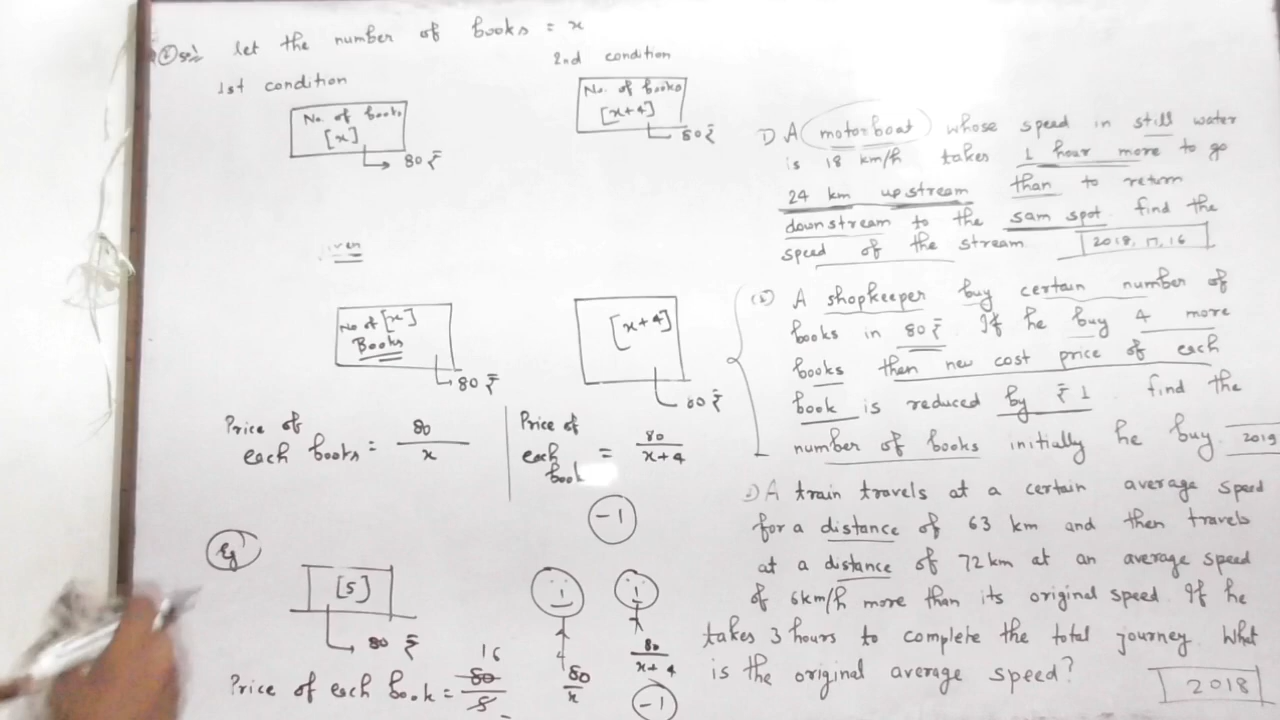 ② Sol: let the number of books = x
1st condition
2nd condition
No. of books
[x]
80 ₹
No. of books
[x+4]
80 ₹
Given
No of [x]
Books
80 ₹
[x+4]
80 ₹
Price of
each books = 80/x
Price of
each book = 80/x+4
-1
Eg
[5]
80 ₹
16
Price of each book = 80/5
80/x
80/x+4
-1
1) A motorboat whose speed in still water
is 18 km/h takes 1 hour more to go
24 km upstream than to return
downstream to the sam spot. find the
speed of the stream 2018, 17, 16
(2) A shopkeeper buy certain number of
books in 80 ₹. If he buy 4 more
books then new cost price of each
book is reduced by ₹ 1 find the
number of books initially he buy 2019
A train travels at a certain average speed
for a distance of 63 km and then travels
at a distance of 72 km at an average speed
of 6km/h more than its original speed. If he
takes 3 hours to complete the total journey. What
is the original average speed?
2018